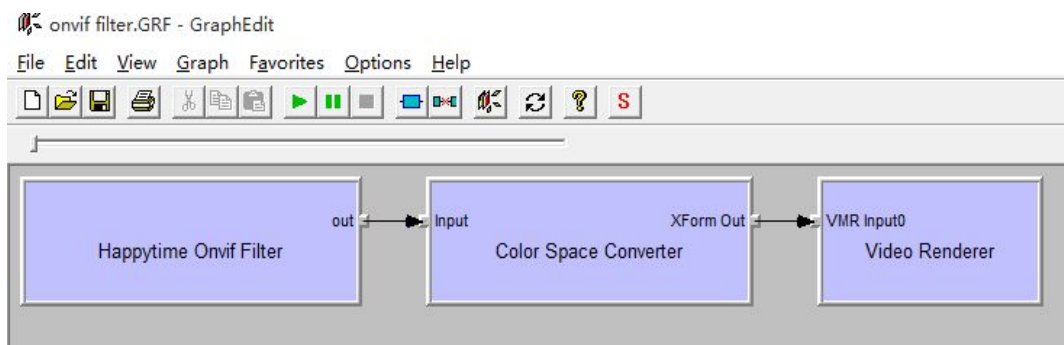 onvif filter.GRF - GraphEdit
File Edit View Graph Favorites Options Help
S
out Input XForm Out VMR Input0
Happytime Onvif Filter Color Space Converter Video Renderer